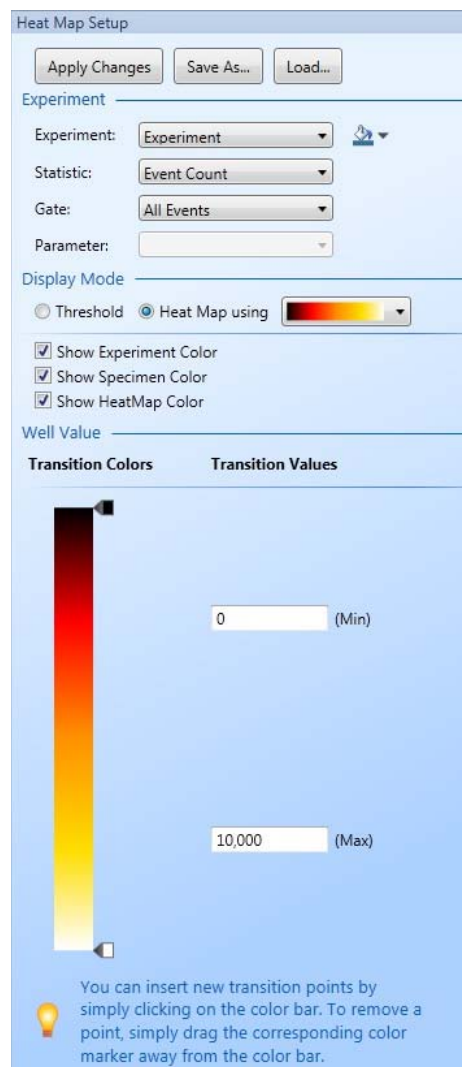 Heat Map Setup
Apply Changes Save As... Load...
Experiment
Experiment: Experiment
Statistic: Event Count
Gate: All Events
Parameter:
Display Mode
Threshold Heat Map using
Show Experiment Color
Show Specimen Color
Show HeatMap Color
Well Value
Transition Colors Transition Values
0 (Min)
10,000 (Max)
You can insert new transition points by
simply clicking on the color bar. To remove a
point, simply drag the corresponding color
marker away from the color bar.